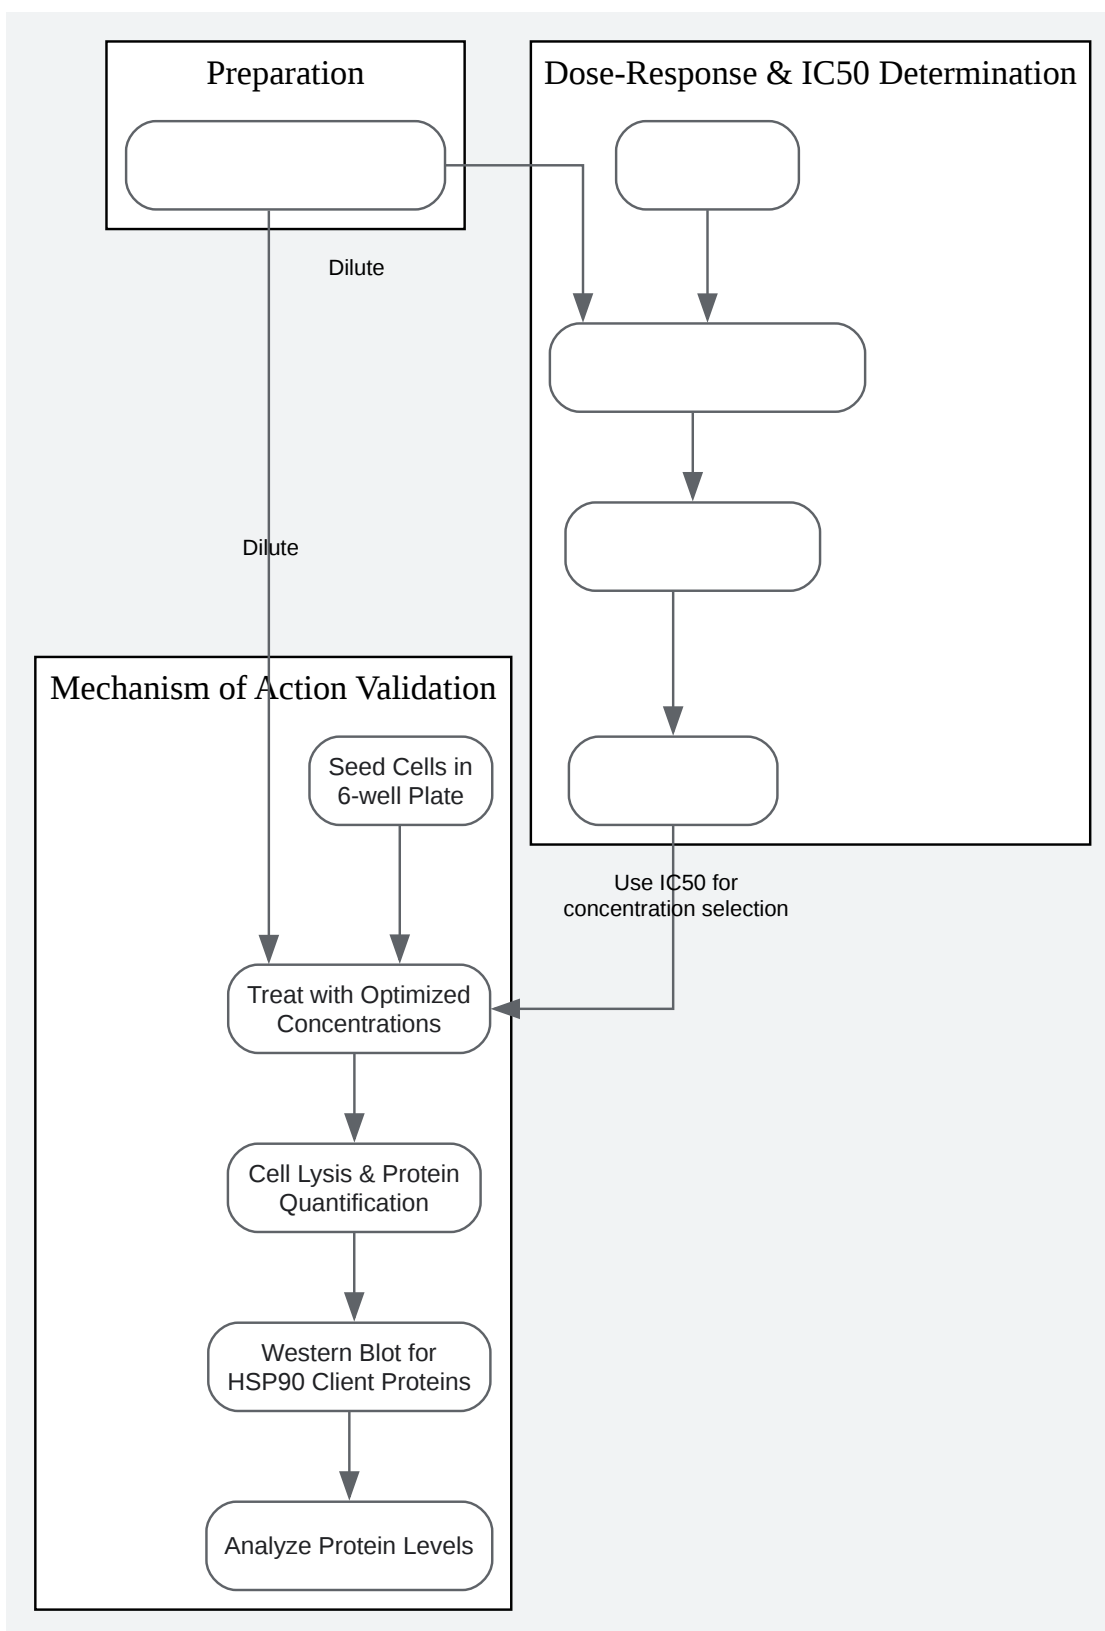 Preparation
Dose-Response & IC50 Determination
Dilute
Dilute
Mechanism of Action Validation
Seed Cells in
6-well Plate
Use IC50 for
concentration selection
Treat with Optimized
Concentrations
Cell Lysis & Protein
Quantification
Western Blot for
HSP90 Client Proteins
Analyze Protein Levels